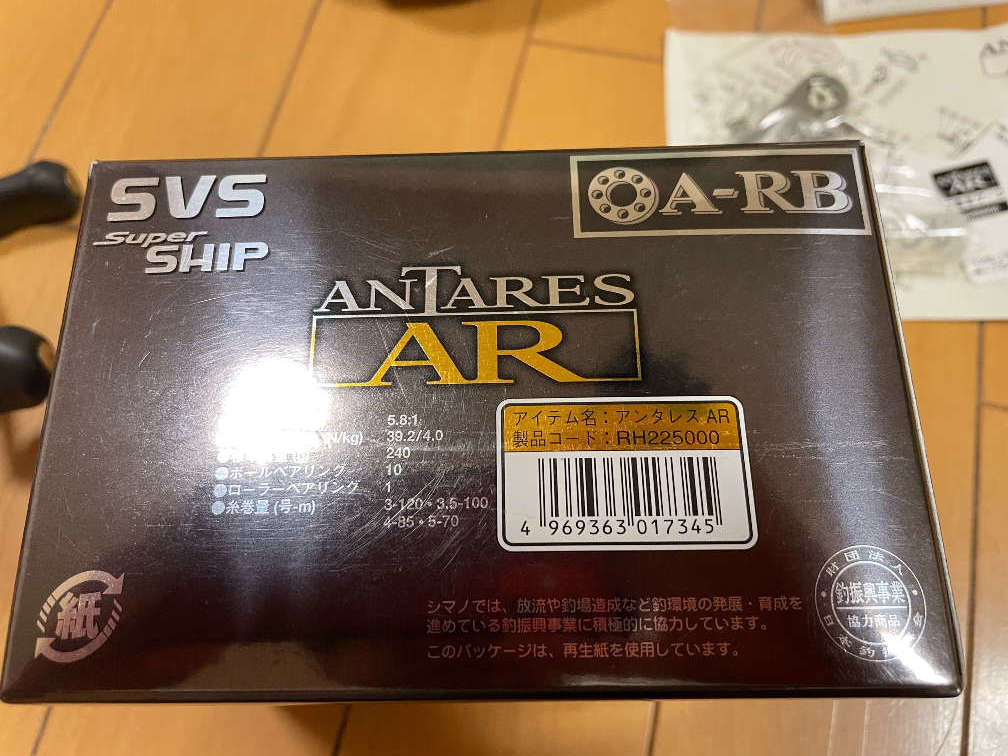 SVS
Super
SHIP
A-RB
ANTARES
AR
5.8:1
/kg) 39.2/4.0
240
●ボールベアリング 10
●ローラーベアリング 1
●糸巻量 (号-m) 3-120・3.5-100
4-85・5-70
アイテム名：アンタレス AR
製品コード：RH225000
4 969363 017345
紙
シマノでは、放流や釣場造成など釣環境の発展・育成を
進めている釣振興事業に積極的に協力しています。
このパッケージは、再生紙を使用しています。
財団法人
釣振興事業
協力商品
日本釣振興会